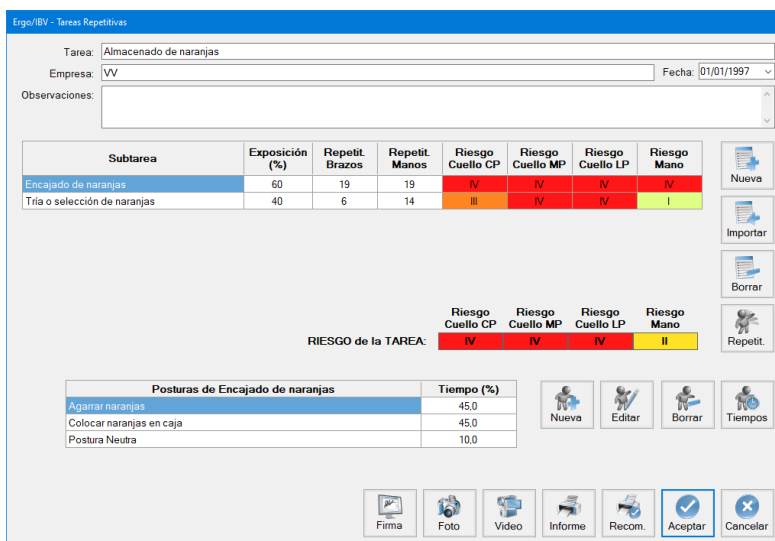 Ergo/IBV - Tareas Repetitivas
Tarea: Almacenado de naranjas
Empresa: VV Fecha: 01/01/1997
Observaciones:
Subtarea Exposición (%) Repetit. Brazos Repetit. Manos Riesgo Cuello CP Riesgo Cuello MP Riesgo Cuello LP Riesgo Mano
Encajado de naranjas 60 19 19 IV IV IV IV
Tría o selección de naranjas 40 6 14 III IV IV I
Nueva
Importar
Borrar
Riesgo Cuello CP Riesgo Cuello MP Riesgo Cuello LP Riesgo Mano
RIESGO de la TAREA: IV IV IV II
Repetit.
Posturas de Encajado de naranjas Tiempo (%)
Agarrar naranjas 45,0
Colocar naranjas en caja 45,0
Postura Neutra 10,0
Nueva Editar Borrar Tiempos
Firma Foto Video Informe Recom. Aceptar Cancelar